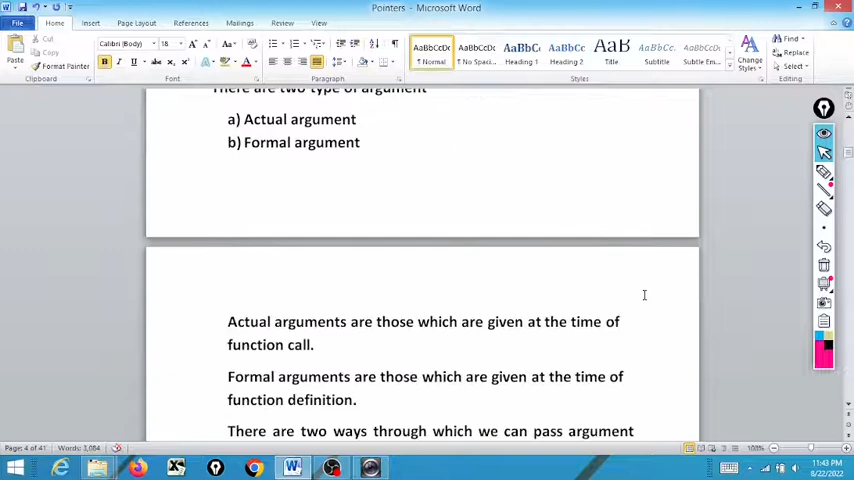 Pointers - Microsoft Word
File Home Insert Page Layout References Mailings Review View
Paste
Cut
Copy
Format Painter
Clipboard
Calibri (Body) 18
Font
Paragraph
AaBbCcDc AaBbCcDc AaBbCc AaBbCc AaB AaBbCc. AaBbCcDc
¶ Normal ¶ No Spaci... Heading 1 Heading 2 Title Subtitle Subtle Em...
Styles
Change Styles
Find
Replace
Select
Editing
There are two type of argument
a) Actual argument
b) Formal argument
Actual arguments are those which are given at the time of
function call.
Formal arguments are those which are given at the time of
function definition.
There are two ways through which we can pass argument
Page: 4 of 41 Words: 3,084 100%
11:43 PM
8/22/2022